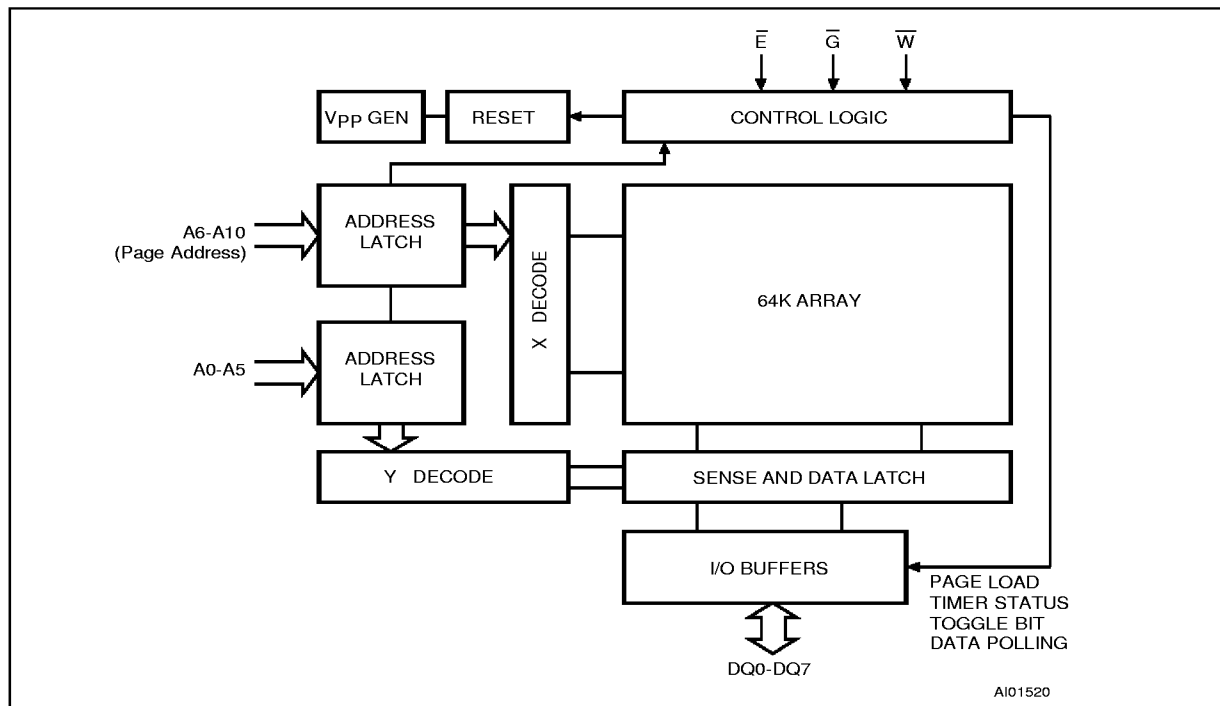 E̅ G̅ W̅
VPP GEN
RESET
CONTROL LOGIC
A6-A10
(Page Address)
ADDRESS
LATCH
X DECODE
64K ARRAY
A0-A5
ADDRESS
LATCH
Y DECODE
SENSE AND DATA LATCH
I/O BUFFERS
PAGE LOAD
TIMER STATUS
TOGGLE BIT
DATA POLLING
DQ0-DQ7
AI01520